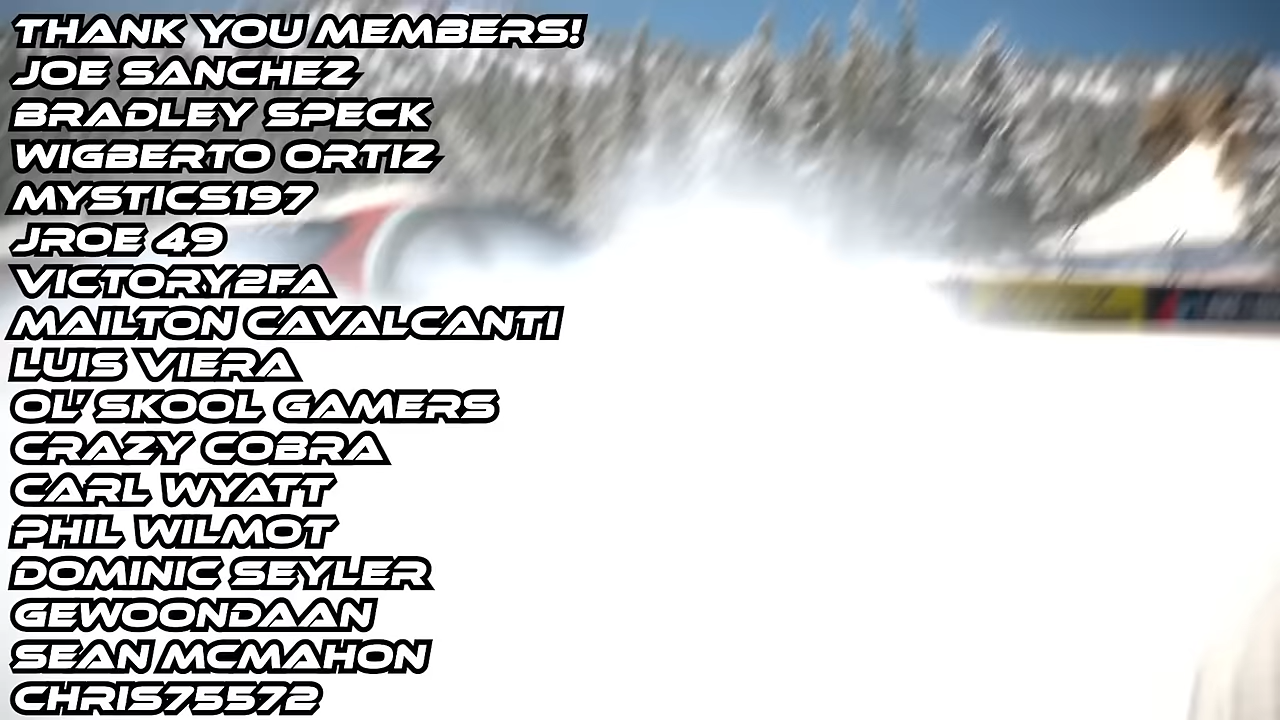 THANK YOU MEMBERS!
JOE SANCHEZ
BRADLEY SPECK
WIGBERTO ORTIZ
MYSTICS197
JROE 49
VICTORY2FA
MAILTON CAVALCANTI
LUIS VIERA
OL' SKOOL GAMERS
CRAZY COBRA
CARL WYATT
PHIL WILMOT
DOMINIC SEYLER
GEWOONDAAN
SEAN MCMAHON
CHRIS75572